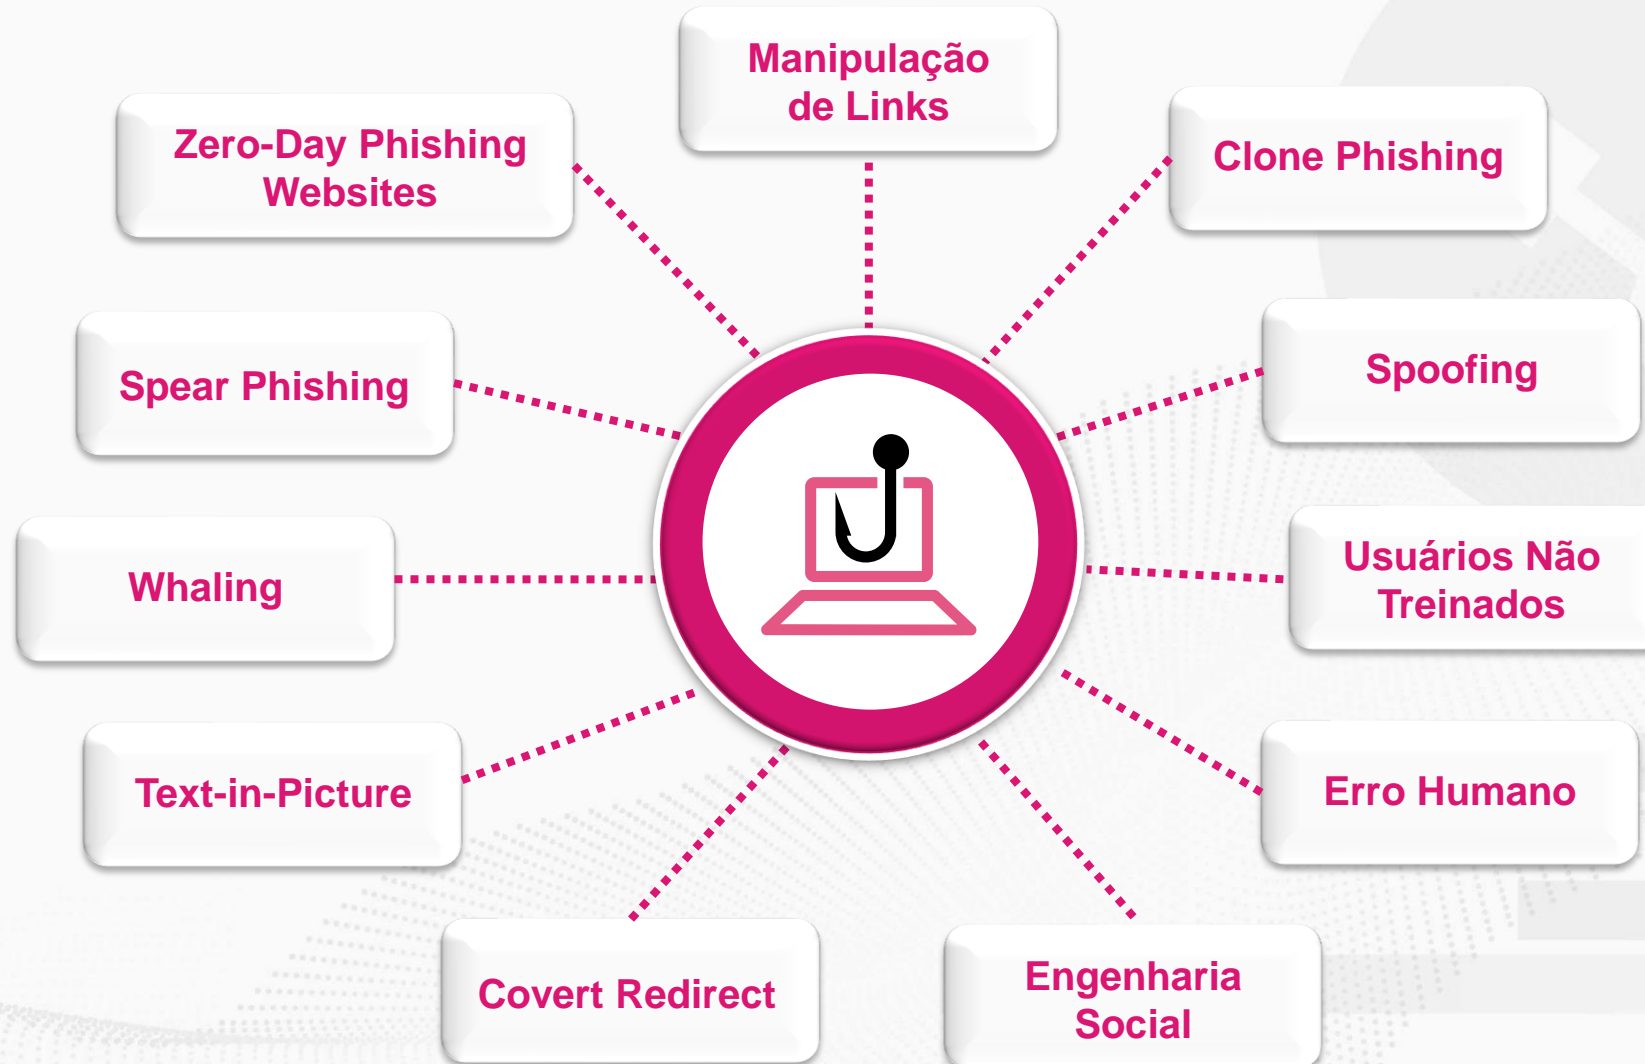 Manipulação
de Links
Zero-Day Phishing
Websites
Clone Phishing
Spear Phishing
Spoofing
Whaling
Usuários Não
Treinados
Text-in-Picture
Erro Humano
Covert Redirect
Engenharia
Social